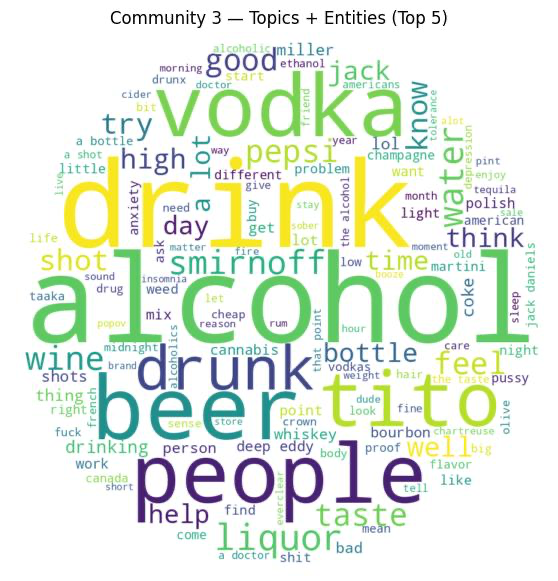 Community 3 — Topics + Entities (Top 5)
alcoholic
miller
good
ethanol
morning
jack
drunx
doctor
start
americans
cider
vodka
friend
know
bit
try
tolerance
alot
a bottle
a lot
way
pepsi
year
lol
water
depression
a shot
high
champagne
little
different
problem
want
pint
enjoy
live
drink
anxiety
need
give
stay
the alcohol
month
tequila
polish
sale
day
buy
get
sober
light
american
life
ask
matter
lot
fire
moment
think
shot
smirnoff
low
time
old
martini
booze
sound
insomnia
drug
weed
taaka
alcohol
coke
sleep
jack daniels
let
mix
cheap
reason
rum
popov
hour
that point
midnight
alcoholics
cannabis
bottle
care
night
wine
brand
drunk
vodkas
feel
weight
hair
the taste
pussy
shots
thing
right
french
beer
tito
dude
look
fine
olive
point
crown
store
sense
fuck
whiskey
bourbon
chartreuse
drinking
person
deep eddy
proof
well
big
work
body
flavor
canada
people
like
short
everclear
tell
help
find
taste
mean
come
liquor
bad
a doctor
shit